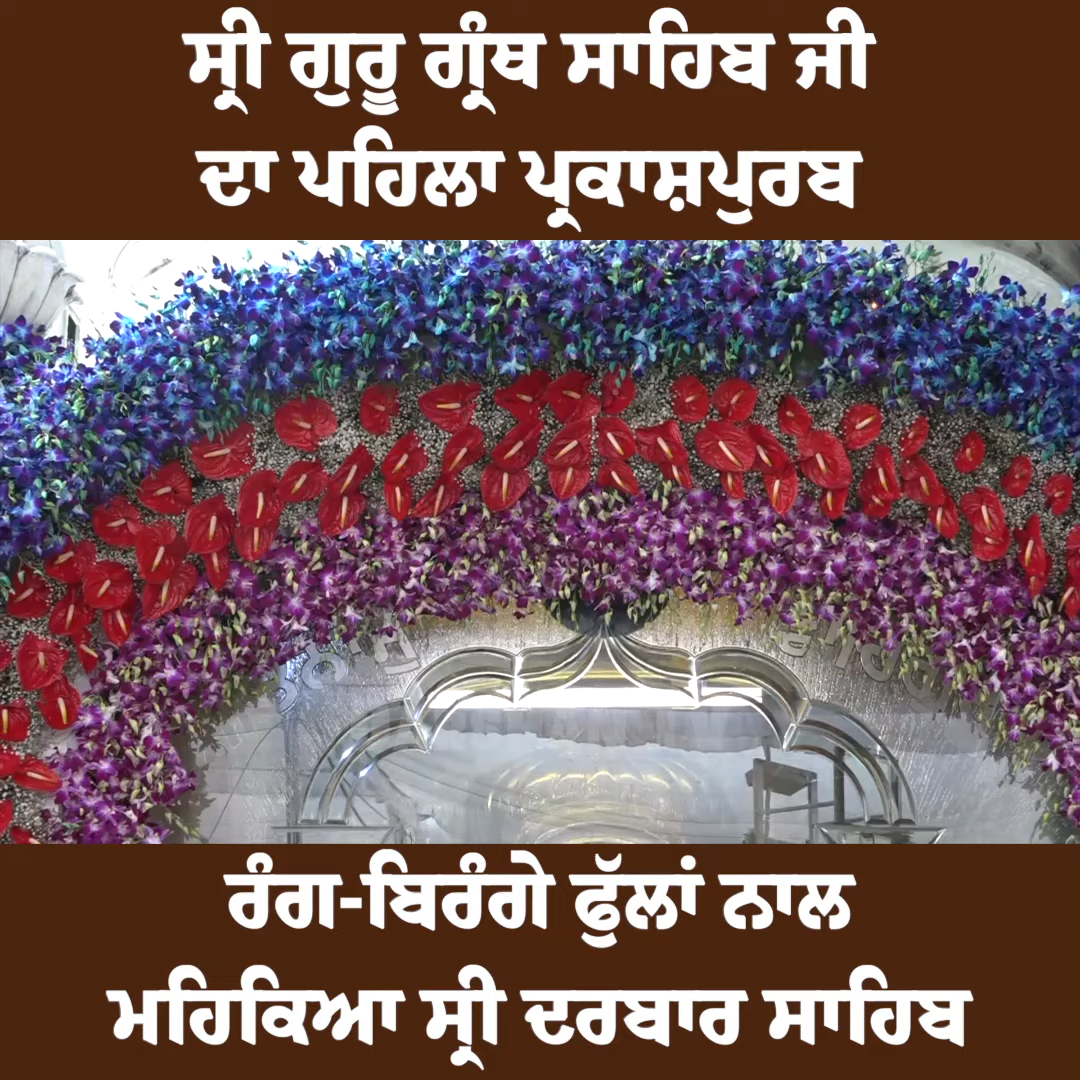 ਸ੍ਰੀ ਗੁਰੂ ਗ੍ਰੰਥ ਸਾਹਿਬ ਜੀ
ਦਾ ਪਹਿਲਾ ਪ੍ਰਕਾਸ਼ਪੁਰਬ
ਰੰਗ-ਬਿਰੰਗੇ ਫੁੱਲਾਂ ਨਾਲ
ਮਹਿਕਿਆ ਸ੍ਰੀ ਦਰਬਾਰ ਸਾਹਿਬ